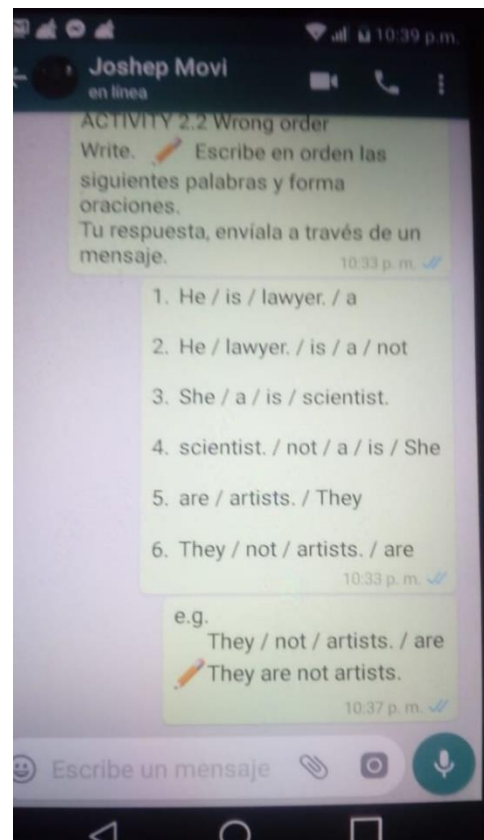 10:39 p.m.
Joshep Movi
en línea
ACTIVITY 2.2 Wrong order
Write. Escribe en orden las
siguientes palabras y forma
oraciones.
Tu respuesta, envíala a través de un
mensaje.
10:33 p. m.
1. He / is / lawyer. / a
2. He / lawyer. / is / a / not
3. She / a / is / scientist.
4. scientist. / not / a / is / She
5. are / artists. / They
6. They / not / artists. / are
10:33 p. m.
e.g.
They / not / artists. / are
They are not artists.
10:37 p. m.
Escribe un mensaje